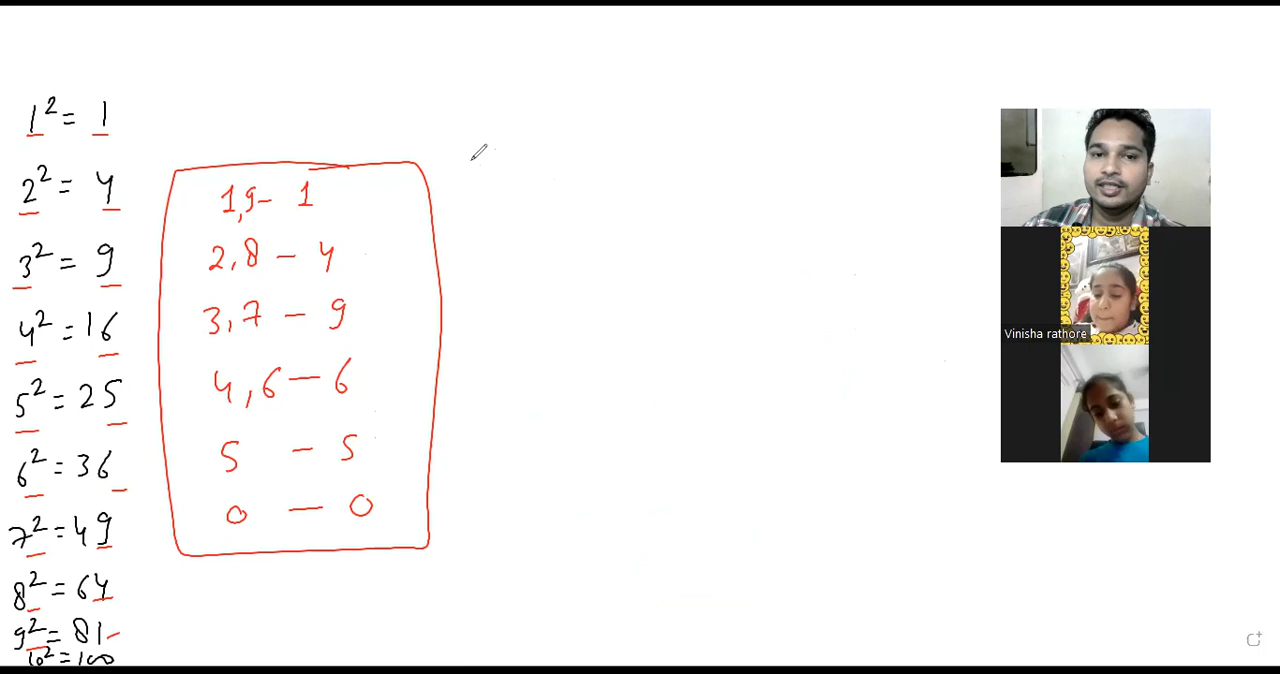 1² = 1
2² = 4
3² = 9
4² = 16
5² = 25
6² = 36
7² = 49
8² = 64
9² = 81
10² = 100
1,9 - 1
2,8 - 4
3,7 - 9
4,6 - 6
5 - 5
0 - 0
Vinisha rathore